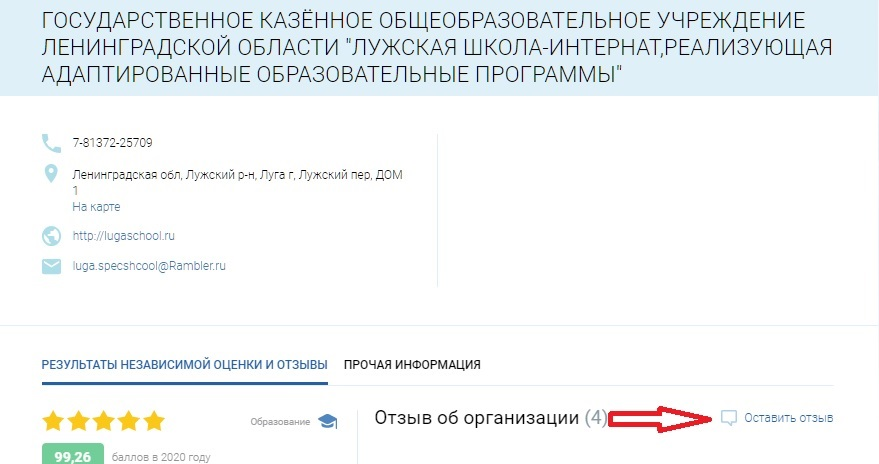 ГОСУДАРСТВЕННОЕ КАЗЁННОЕ ОБЩЕОБРАЗОВАТЕЛЬНОЕ УЧРЕЖДЕНИЕ
ЛЕНИНГРАДСКОЙ ОБЛАСТИ "ЛУЖСКАЯ ШКОЛА-ИНТЕРНАТ,РЕАЛИЗУЮЩАЯ
АДАПТИРОВАННЫЕ ОБРАЗОВАТЕЛЬНЫЕ ПРОГРАММЫ"
7-81372-25709
Ленинградская обл, Лужский р-н, Луга г, Лужский пер, ДОМ
1
На карте
http://lugaschool.ru
luga.specshcool@Rambler.ru
РЕЗУЛЬТАТЫ НЕЗАВИСИМОЙ ОЦЕНКИ И ОТЗЫВЫ ПРОЧАЯ ИНФОРМАЦИЯ
Образование Отзыв об организации (4) Оставить отзыв
99,26 баллов в 2020 году